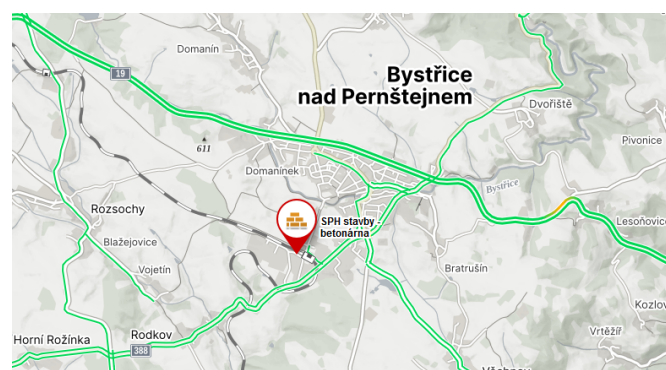 Domanín
19
Bystřice
nad Pernštejnem
Dvořiště
611
Pivonice
Domanínek
Bystřice
Rozsochy
SPH stavby
betonárna
Lesoňovice
Blažejovice
Vojetín
Bratrušín
Kozlov
Rodkov
Vrtěžíř
Horní Rožínka
388